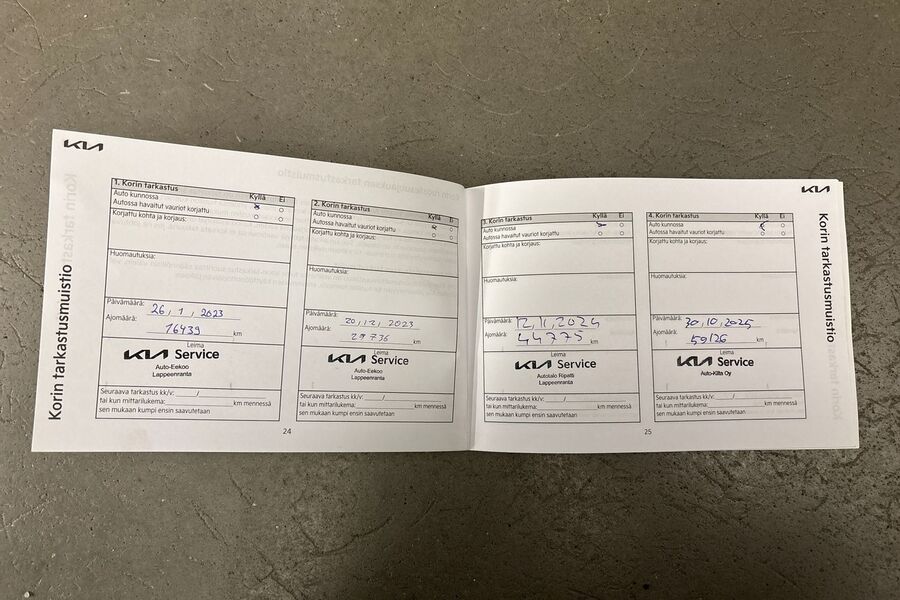 KIA
Korin tarkastusmuistio
1. Korin tarkastus
Kyllä Ei
Auto kunnossa
Autossa havaitut vauriot korjattu
Korjattu kohta ja korjaus:
Huomautuksia:
Päivämäärä: 26, 1, 2023
Ajomäärä: 16439 km
Leima
KIA Service
Auto-Eekoo
Lappeenranta
Seuraava tarkastus kk/v: /
tai kun mittarilukema: km mennessä
sen mukaan kumpi ensin saavutetaan
2. Korin tarkastus
Kyllä Ei
Auto kunnossa
Autossa havaitut vauriot korjattu
Korjattu kohta ja korjaus:
Huomautuksia:
Päivämäärä: 20, 12, 2023
Ajomäärä: 29736 km
Leima
KIA Service
Auto-Eekoo
Lappeenranta
Seuraava tarkastus kk/v: /
tai kun mittarilukema: km mennessä
sen mukaan kumpi ensin saavutetaan
24
3. Korin tarkastus
Kyllä Ei
Auto kunnossa
Autossa havaitut vauriot korjattu
Korjattu kohta ja korjaus:
Huomautuksia:
Päivämäärä: 12, 11, 2024
Ajomäärä: 44775 km
Leima
KIA Service
Autotalo Ripatti
Lappeenranta
Seuraava tarkastus kk/v: /
tai kun mittarilukema: km mennessä
sen mukaan kumpi ensin saavutetaan
4. Korin tarkastus
Kyllä Ei
Auto kunnossa
Autossa havaitut vauriot korjattu
Korjattu kohta ja korjaus:
Huomautuksia:
Päivämäärä: 30, 10, 2025
Ajomäärä: 59126 km
Leima
KIA Service
Auto-Kilta Oy
Seuraava tarkastus kk/v: /
tai kun mittarilukema: km mennessä
sen mukaan kumpi ensin saavutetaan
25
KIA
Korin tarkastusmuistio